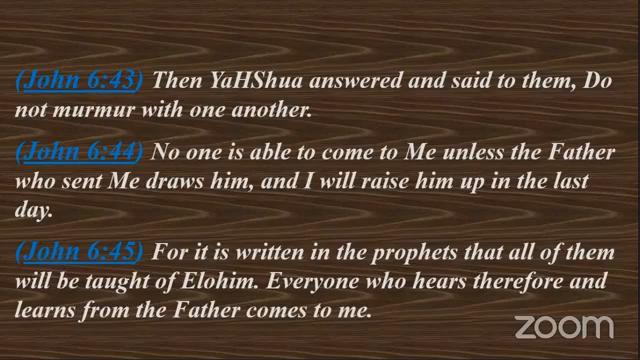 (John 6:43) Then YaHShua answered and said to them, Do
not murmur with one another.
(John 6:44) No one is able to come to Me unless the Father
who sent Me draws him, and I will raise him up in the last
day.
(John 6:45) For it is written in the prophets that all of them
will be taught of Elohim. Everyone who hears therefore and
learns from the Father comes to me.
zoom